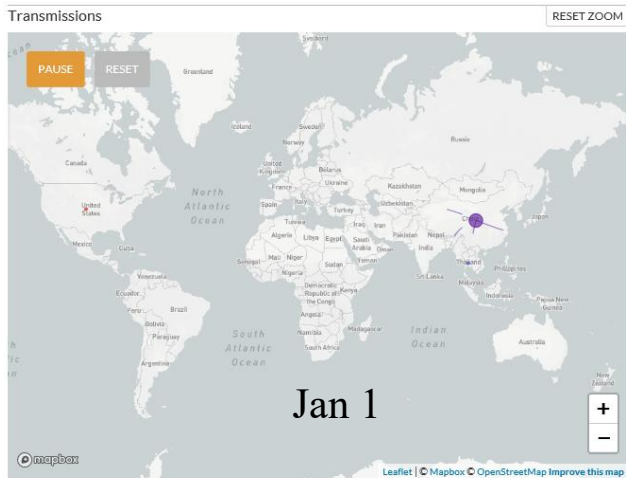 Transmissions
RESET ZOOM
PAUSE
RESET
Svalbard
Greenland
Iceland
Sweden
Norway
Russia
Canada
United
Kingdom
Belarus
Ukraine
France
Kazakhstan
Mongolia
North
Atlantic
Ocean
United
States
Spain
Italy
Turkey
Uzbekistan
Japan
Tunisia
Iraq
Iran
Pakistan
Nepal
Mexico
Cuba
Algeria
Libya
Egypt
Saudi
Arabia
Oman
India
Mali
Niger
Sudan
Yemen
Thailand
Philippines
Senegal
Nigeria
Sri Lanka
Malaysia
Venezuela
Democratic
Republic of
the Congo
Kenya
Indonesia
Papua New
Guinea
Ecuador
Peru
Brazil
Angola
Bolivia
Namibia
Madagascar
Indian
Ocean
Australia
Paraguay
South
Atlantic
Ocean
South Africa
Argentina
New
Zealand
Jan 1
+
−
mapbox
Leaflet | © Mapbox © OpenStreetMap Improve this map